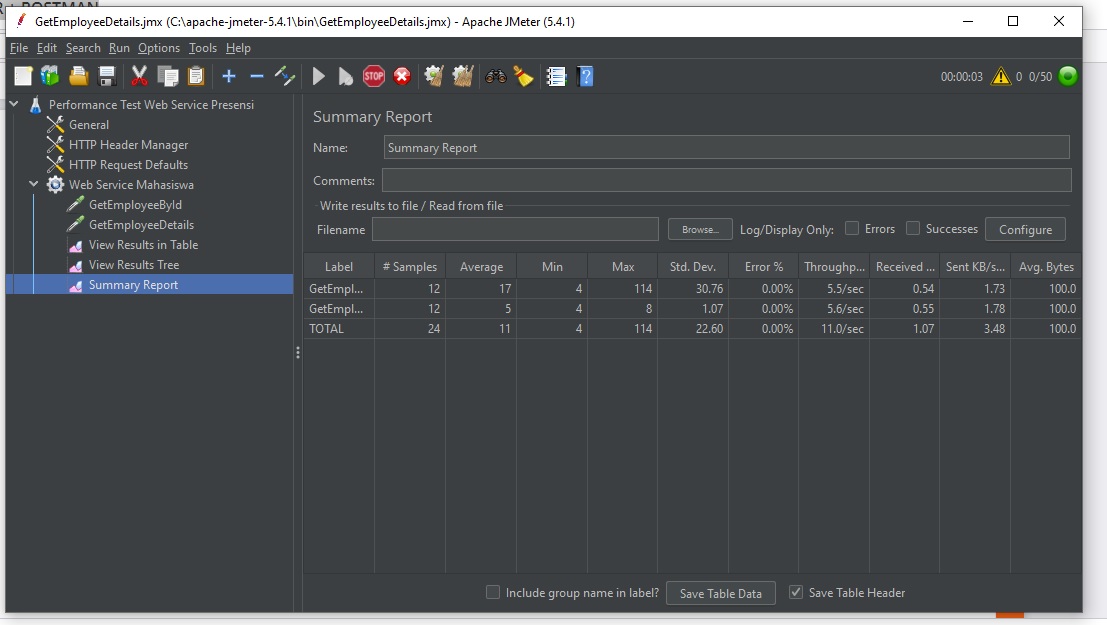 + POSTMAN
GetEmployeeDetails.jmx (C:\apache-jmeter-5.4.1\bin\GetEmployeeDetails.jmx) - Apache JMeter (5.4.1)
File Edit Search Run Options Tools Help
STOP 00:00:03 0 0/50
Performance Test Web Service Presensi
General
HTTP Header Manager
HTTP Request Defaults
Web Service Mahasiswa
GetEmployeeById
GetEmployeeDetails
View Results in Table
View Results Tree
Summary Report
Summary Report
Name: Summary Report
Comments:
Write results to file / Read from file
Filename Browse... Log/Display Only: Errors Successes Configure
Label # Samples Average Min Max Std. Dev. Error % Throughp... Received ... Sent KB/s... Avg. Bytes
GetEmpl... 12 17 4 114 30.76 0.00% 5.5/sec 0.54 1.73 100.0
GetEmpl... 12 5 4 8 1.07 0.00% 5.6/sec 0.55 1.78 100.0
TOTAL 24 11 4 114 22.60 0.00% 11.0/sec 1.07 3.48 100.0
Include group name in label? Save Table Data Save Table Header